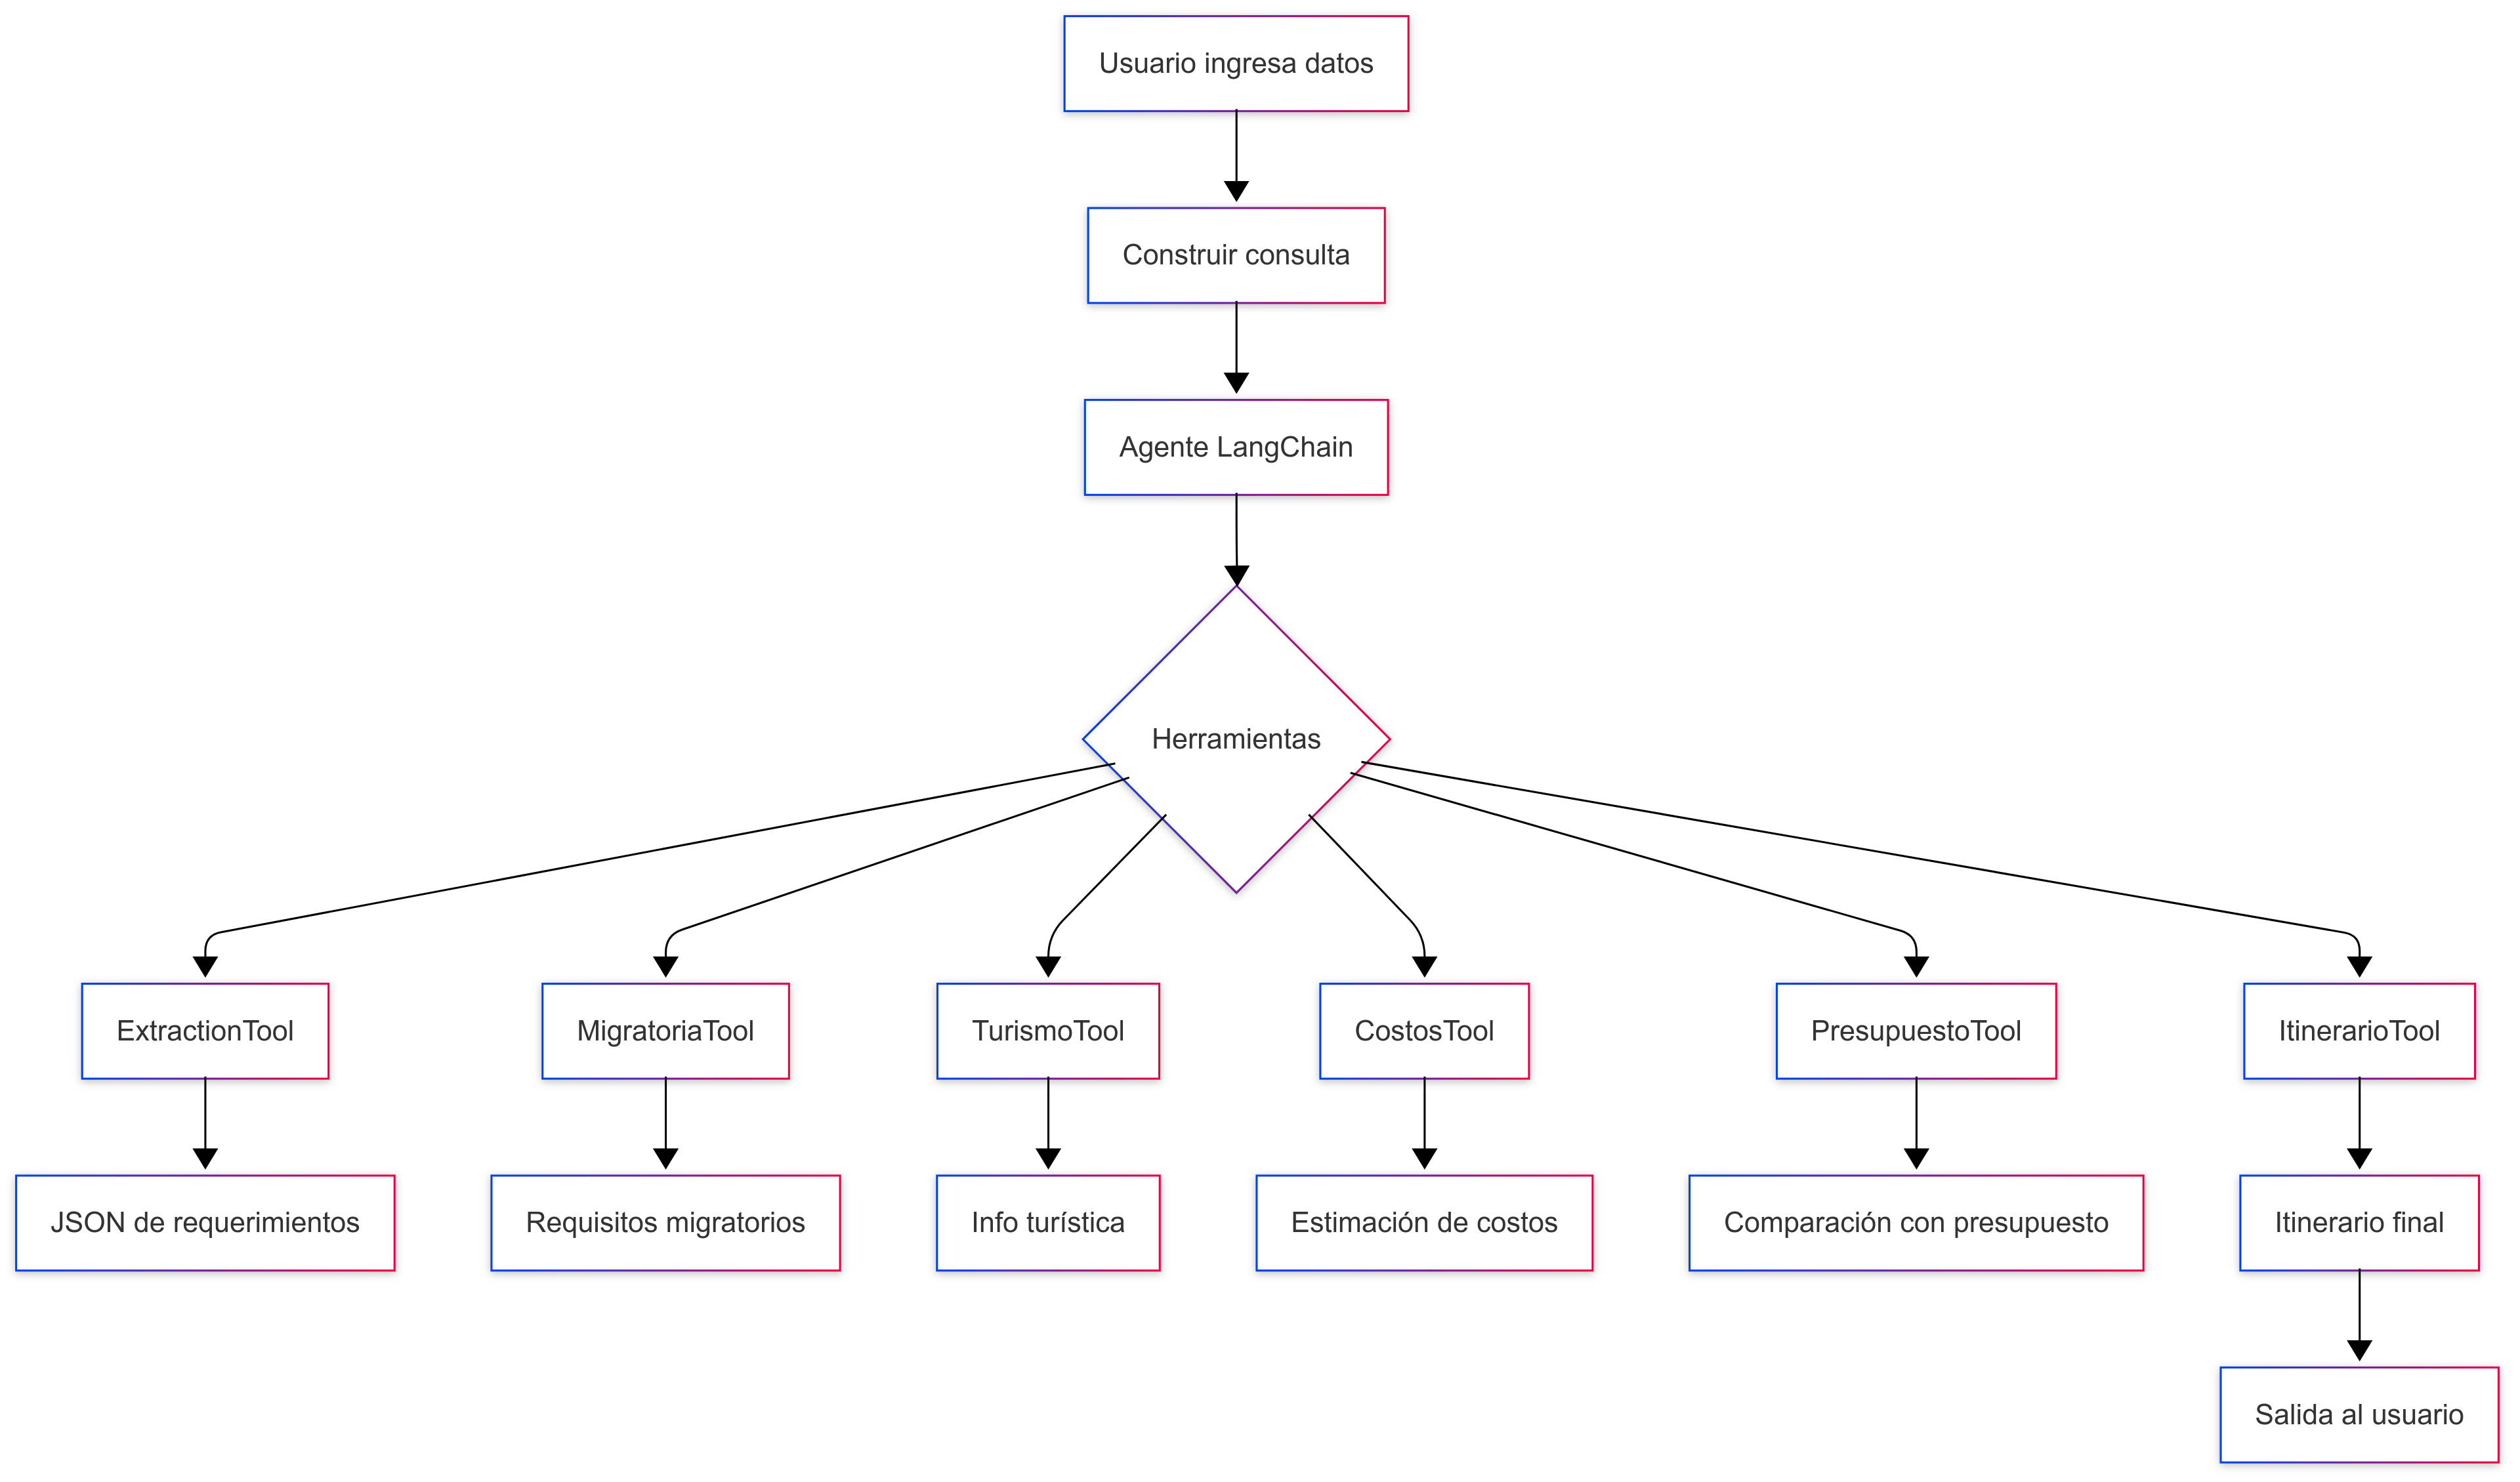 Usuario ingresa datos
Construir consulta
Agente LangChain
Herramientas
ExtractionTool
MigratoriaTool
TurismoTool
CostosTool
PresupuestoTool
ItinerarioTool
JSON de requerimientos
Requisitos migratorios
Info turística
Estimación de costos
Comparación con presupuesto
Itinerario final
Salida al usuario